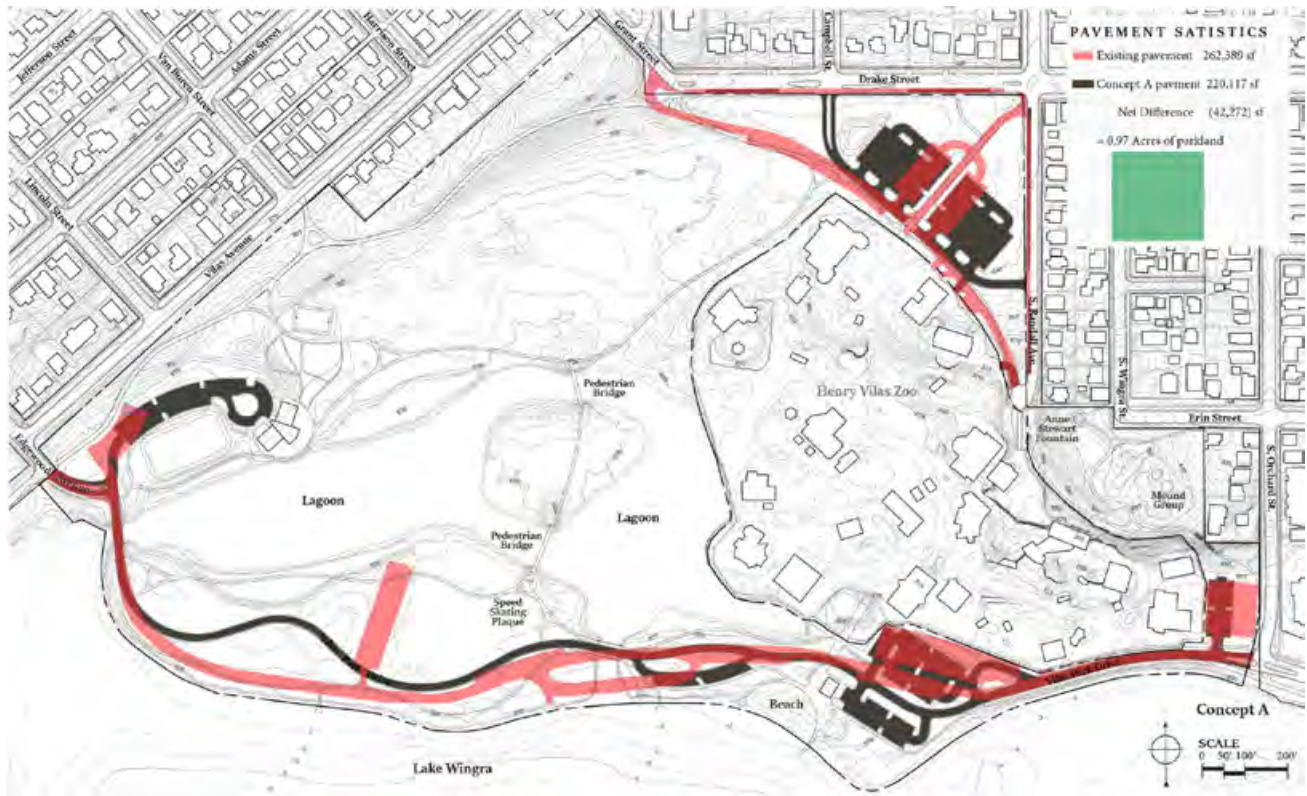 PAVEMENT SATISTICS
Existing pavement 262,389 sf
Concept A pavment 220,117 sf
Net Difference (42,272) sf
= 0.97 Acres of parkland
Jefferson Street
Van Buren Street
Adams Street
Harrison Street
Grant Street
Campbell St.
Drake Street
Lincoln Street
Vilas Avenue
S. Randall Ave.
S. Wingra St.
Erin Street
S. Orchard St.
Pedestrian
Bridge
Henry Vilas Zoo
Anne
Stewart
Fountain
Mound
Group
Lagoon
Lagoon
Pedestrian
Bridge
Speed
Skating
Plaque
Beach
Lake Wingra
Concept A
SCALE
0 50' 100' 200'